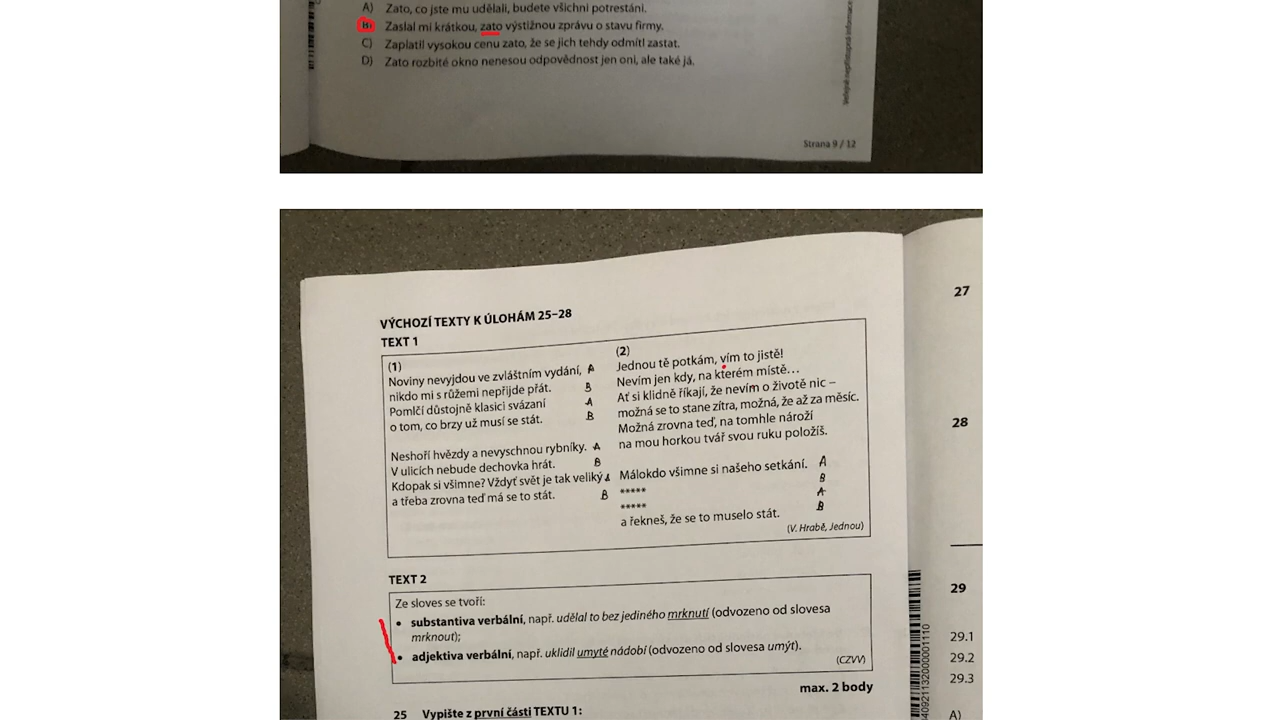 A) Zato, co jste mu udělali, budete všichni potrestáni.
B) Zaslal mi krátkou, zato výstižnou zprávu o stavu firmy.
C) Zaplatil vysokou cenu zato, že se jich tehdy odmítl zastat.
D) Zato rozbité okno nenesou odpovědnost jen oni, ale také já.
Veřejně nepřístupná informace
Strana 9 / 12
VÝCHOZÍ TEXTY K ÚLOHÁM 25–28
TEXT 1
(1)
Noviny nevyjdou ve zvláštním vydání, A
nikdo mi s růžemi nepřijde přát. B
Pomlčí důstojně klasici svázaní A
o tom, co brzy už musí se stát. B
Neshoří hvězdy a nevyschnou rybníky. A
V ulicích nebude dechovka hrát. B
Kdopak si všimne? Vždyť svět je tak veliký A
a třeba zrovna teď má se to stát. B
(2)
Jednou tě potkám, vím to jistě!
Nevím jen kdy, na kterém místě…
Ať si klidně říkají, že nevím o životě nic –
možná se to stane zítra, možná, že až za měsíc.
Možná zrovna teď, na tomhle nároží
na mou horkou tvář svou ruku položíš.
Málokdo všimne si našeho setkání. A
***** B
***** A
a řekneš, že se to muselo stát. B
(V. Hrabě, Jednou)
TEXT 2
Ze sloves se tvoří:
• substantiva verbální, např. udělal to bez jediného mrknutí (odvozeno od slovesa
mrknout);
• adjektiva verbální, např. uklidil umyté nádobí (odvozeno od slovesa umýt).
(CZVV)
max. 2 body
25 Vypište z první části TEXTU 1:
27
28
29
29.1
29.2
29.3
A)